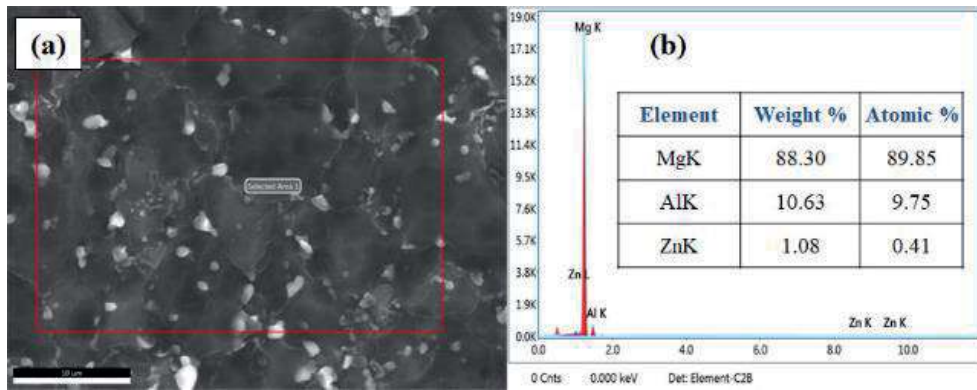 (a)
Selected Area 1
10 µm
(b)
19.0K
17.1K
15.2K
13.3K
11.4K
9.5K
7.6K
5.7K
3.8K
1.9K
0.0K
Mg K
Zn L
Al K
Zn K Zn K
Element Weight % Atomic %
MgK 88.30 89.85
AlK 10.63 9.75
ZnK 1.08 0.41
0.0 2.0 4.0 6.0 8.0 10.0
0 Cnts 0.000 keV Det: Element-C2B